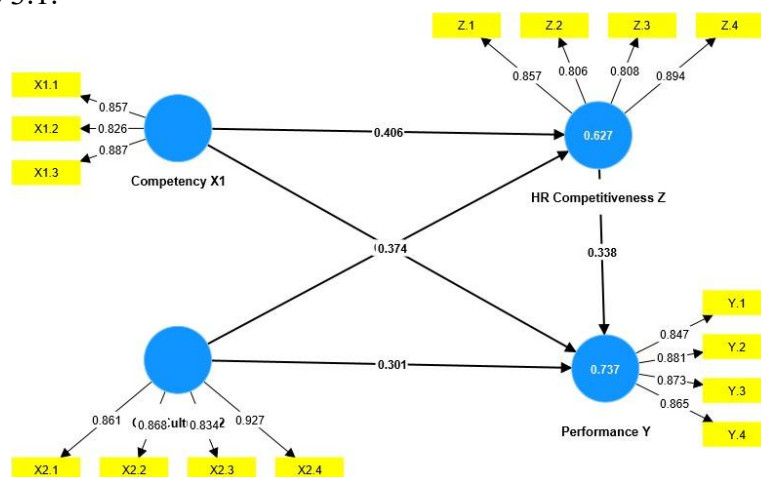 Z.1 Z.2 Z.3 Z.4
0.857 0.806 0.808 0.894
X1.1
X1.2
X1.3
0.857
0.826
0.887
Competency X1
0.406
0.627
HR Competitiveness Z
0.374
0.338
0.301
0.737
Performance Y
Y.1
Y.2
Y.3
Y.4
0.847
0.881
0.873
0.865
0.861 0.868 0.834 0.927
X2.1 X2.2 X2.3 X2.4